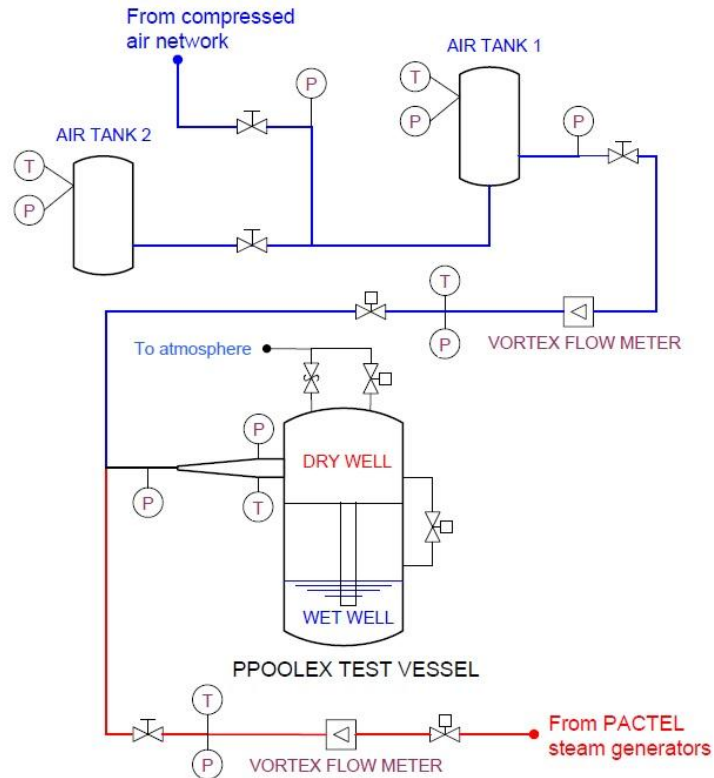 From compressed
air network
AIR TANK 1
T
P
P
P
AIR TANK 2
T
P
T
P
VORTEX FLOW METER
To atmosphere
P
DRY WELL
P
T
WET WELL
PPOOLEX TEST VESSEL
T
P
VORTEX FLOW METER
From PACTEL
steam generators